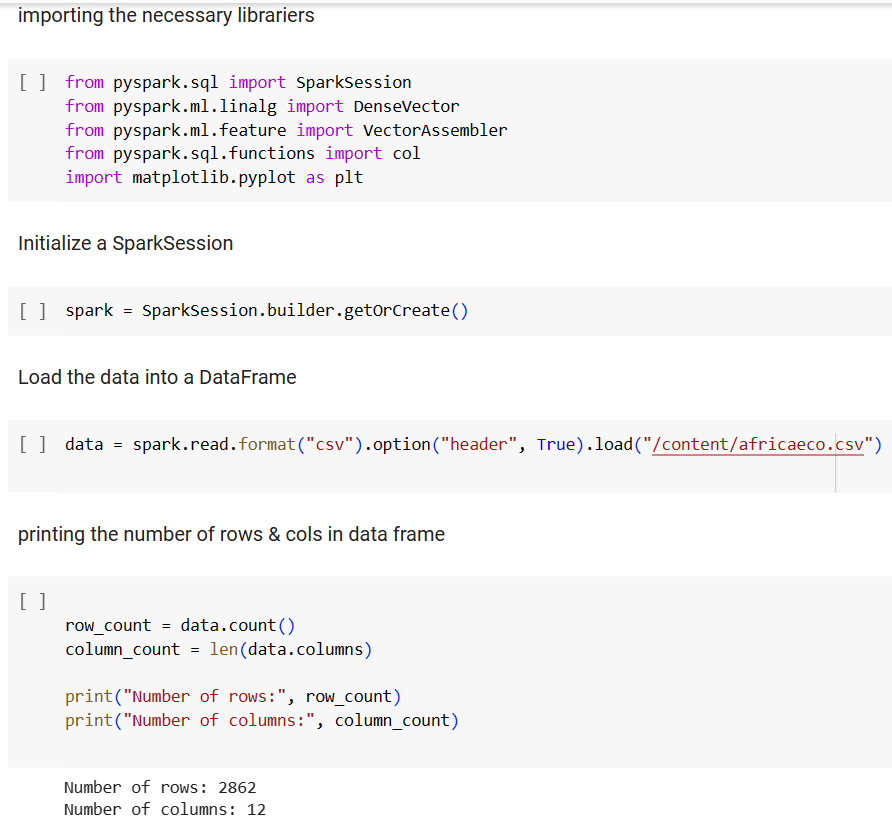 importing the necessary librariers
[ ] from pyspark.sql import SparkSession
from pyspark.ml.linalg import DenseVector
from pyspark.ml.feature import VectorAssembler
from pyspark.sql.functions import col
import matplotlib.pyplot as plt
Initialize a SparkSession
[ ] spark = SparkSession.builder.getOrCreate()
Load the data into a DataFrame
[ ] data = spark.read.format("csv").option("header", True).load("/content/africaeco.csv")
printing the number of rows & cols in data frame
[ ]
row_count = data.count()
column_count = len(data.columns)
print("Number of rows:", row_count)
print("Number of columns:", column_count)
Number of rows: 2862
Number of columns: 12